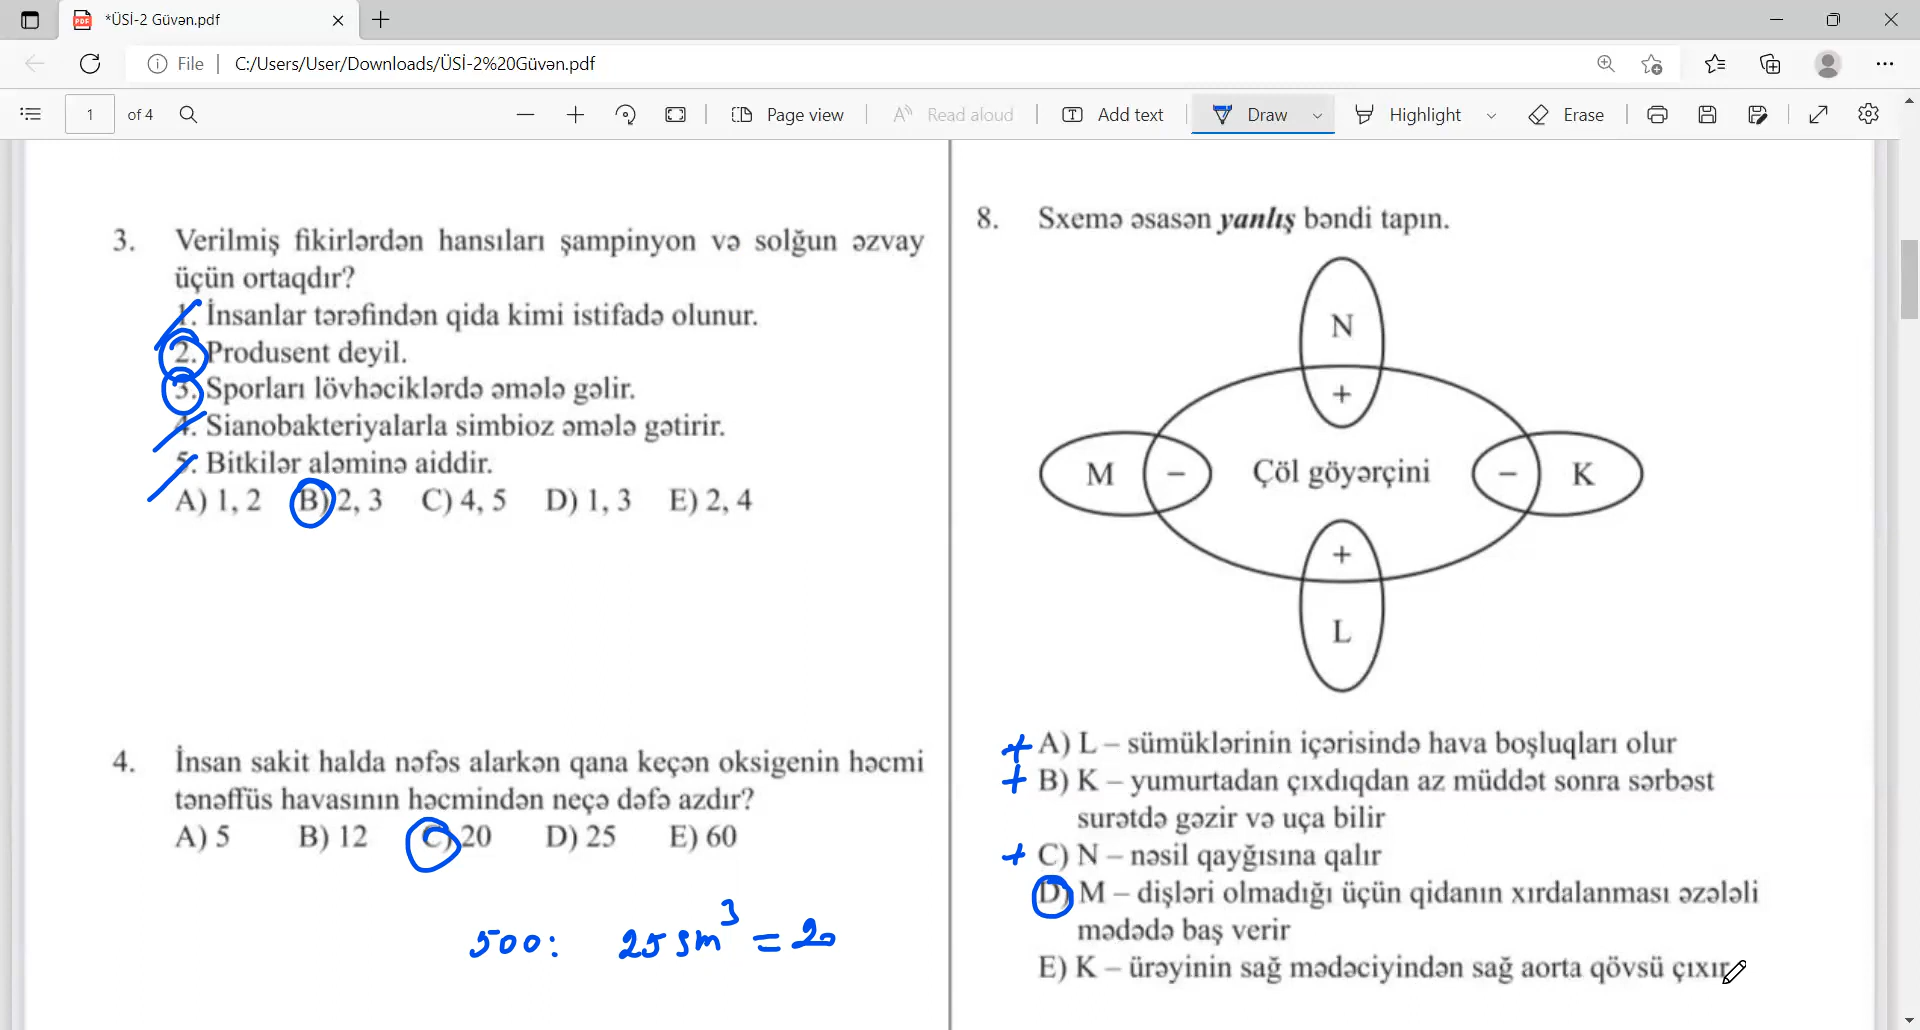 *ÜSİ-2 Güvən.pdf
File
C:/Users/User/Downloads/ÜSİ-2%20Güvən.pdf
1 of 4
Page view
Read aloud
Add text
Draw
Highlight
Erase
3. Verilmiş fikirlərdən hansıları şampinyon və solğun əzvay
üçün ortaqdır?
1. İnsanlar tərəfindən qida kimi istifadə olunur.
2. Produsent deyil.
3. Sporları lövhəciklərdə əmələ gəlir.
4. Sianobakteriyalarla simbioz əmələ gətirir.
5. Bitkilər aləminə aiddir.
A) 1, 2 B) 2, 3 C) 4, 5 D) 1, 3 E) 2, 4
4. İnsan sakit halda nəfəs alarkən qana keçən oksigenin həcmi
tənəffüs havasının həcmindən neçə dəfə azdır?
A) 5 B) 12 C) 20 D) 25 E) 60
500: 25 sm³ = 20
8. Sxemə əsasən yanlış bəndi tapın.
N
+
M − Çöl göyərçini − K
+
L
+ A) L – sümüklərinin içərisində hava boşluqları olur
+ B) K – yumurtadan çıxdıqdan az müddət sonra sərbəst
surətdə gəzir və uça bilir
+ C) N – nəsil qayğısına qalır
D) M – dişləri olmadığı üçün qidanın xırdalanması əzələli
mədədə baş verir
E) K – ürəyinin sağ mədəciyindən sağ aorta qövsü çıxır